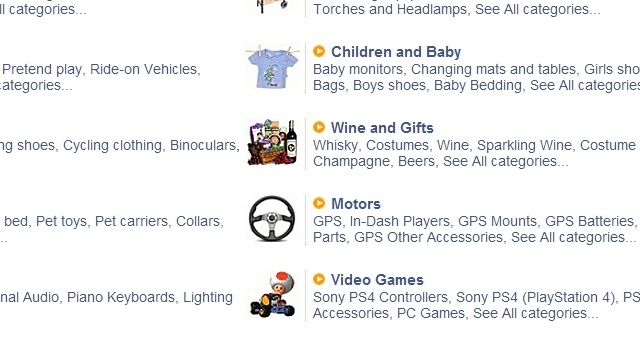 ll categories...
Torches and Headlamps, See All categories...
Children and Baby
Pretend play, Ride-on Vehicles,
categories...
Baby monitors, Changing mats and tables, Girls sho
Bags, Boys shoes, Baby Bedding, See All categories
Wine and Gifts
ng shoes, Cycling clothing, Binoculars,
Whisky, Costumes, Wine, Sparkling Wine, Costume
Champagne, Beers, See All categories...
Motors
bed, Pet toys, Pet carriers, Collars,
..
GPS, In-Dash Players, GPS Mounts, GPS Batteries,
Parts, GPS Other Accessories, See All categories...
Video Games
nal Audio, Piano Keyboards, Lighting
Sony PS4 Controllers, Sony PS4 (PlayStation 4), PS
Accessories, PC Games, See All categories...